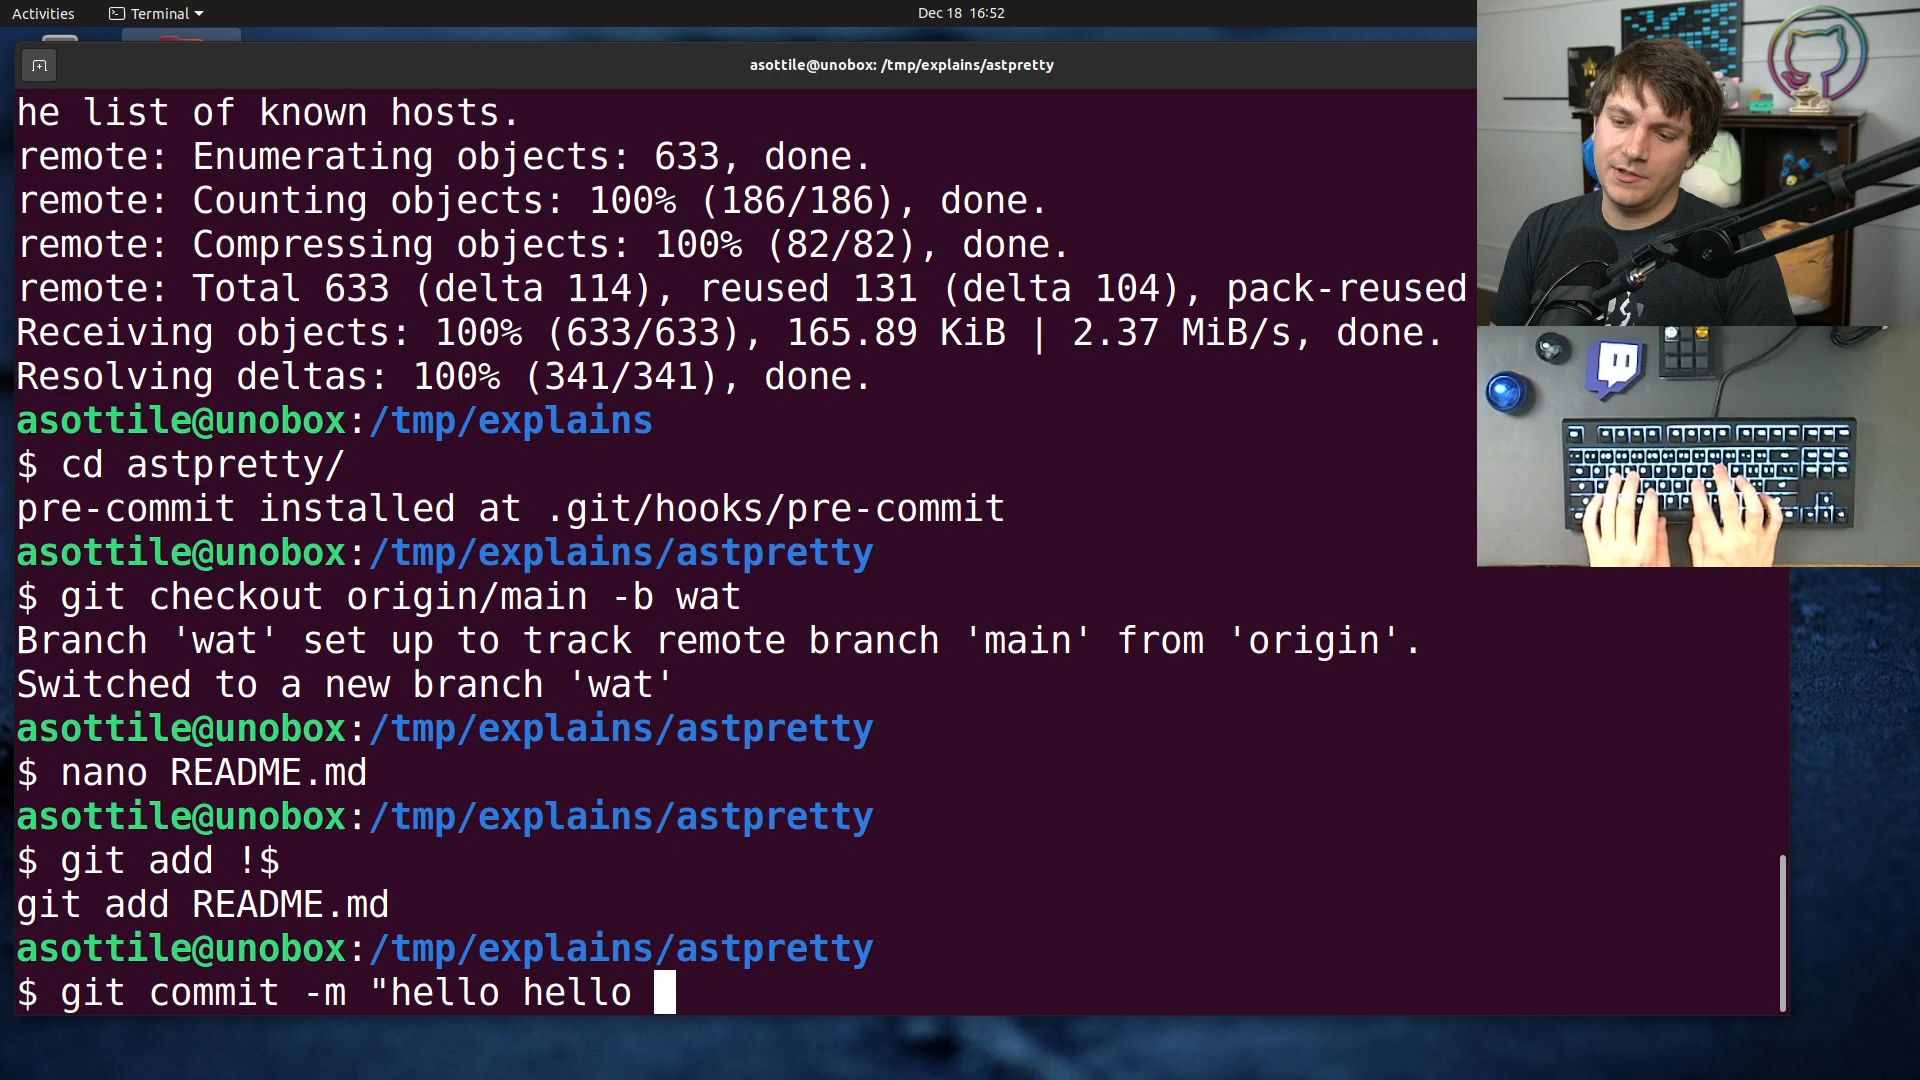 Activities
Terminal
Dec 18 16:52
asottile@unobox: /tmp/explains/astpretty
he list of known hosts.
remote: Enumerating objects: 633, done.
remote: Counting objects: 100% (186/186), done.
remote: Compressing objects: 100% (82/82), done.
remote: Total 633 (delta 114), reused 131 (delta 104), pack-reused
Receiving objects: 100% (633/633), 165.89 KiB | 2.37 MiB/s, done.
Resolving deltas: 100% (341/341), done.
asottile@unobox:/tmp/explains
$ cd astpretty/
pre-commit installed at .git/hooks/pre-commit
asottile@unobox:/tmp/explains/astpretty
$ git checkout origin/main -b wat
Branch 'wat' set up to track remote branch 'main' from 'origin'.
Switched to a new branch 'wat'
asottile@unobox:/tmp/explains/astpretty
$ nano README.md
asottile@unobox:/tmp/explains/astpretty
$ git add !$
git add README.md
asottile@unobox:/tmp/explains/astpretty
$ git commit -m "hello hello